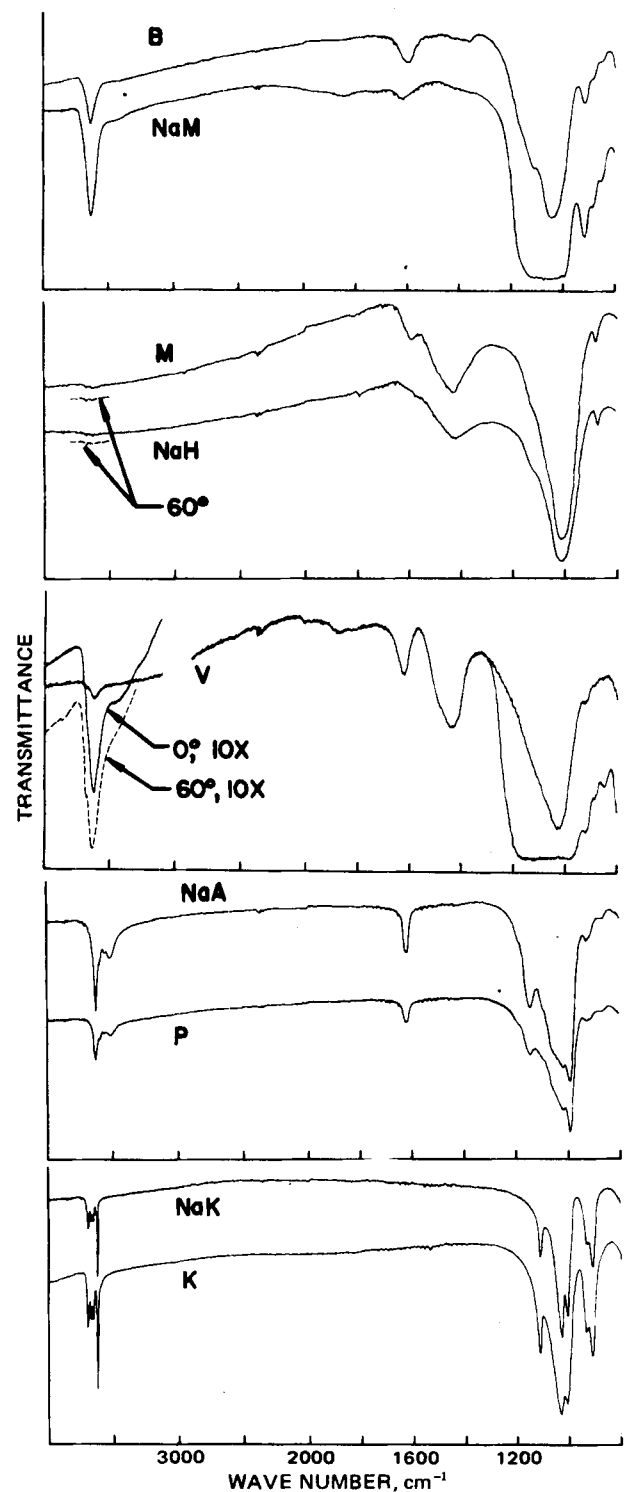 B
NaM
M
NaH
60°
TRANSMITTANCE
V
0,° 10X
60°, 10X
NaA
P
NaK
K
3000 2000 1600 1200
WAVE NUMBER, cm⁻¹